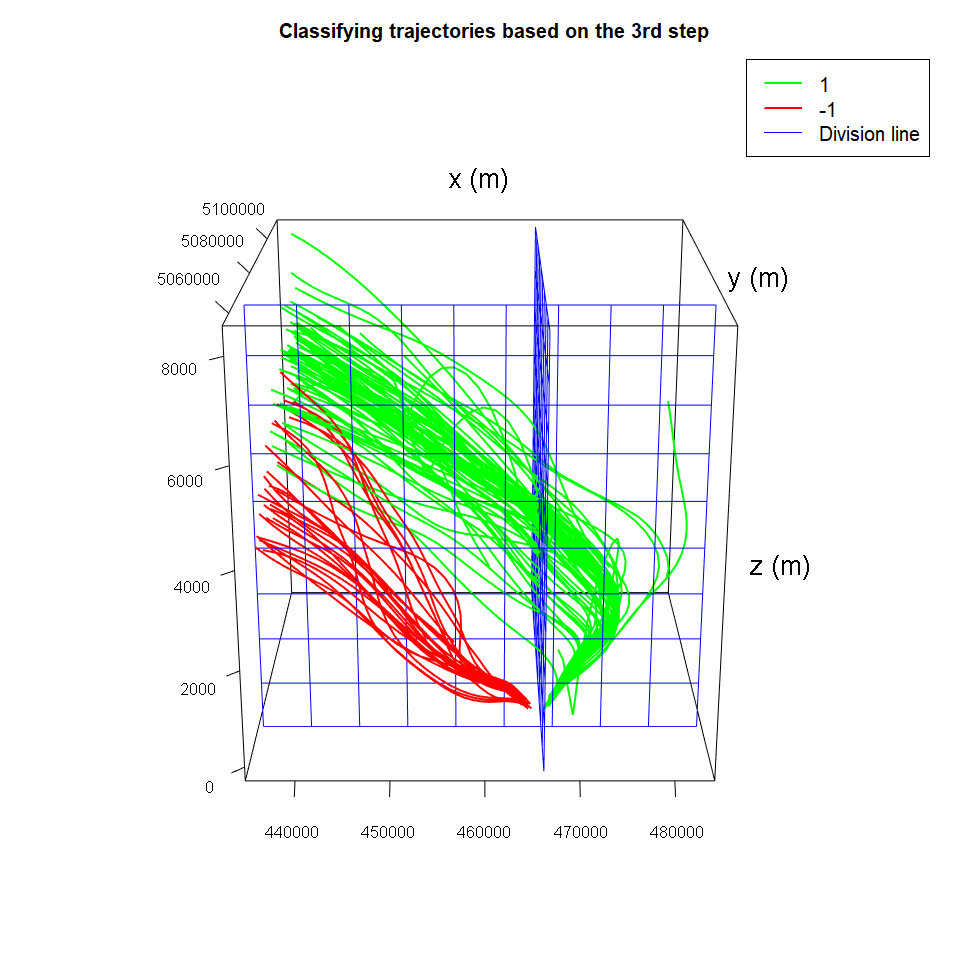 Classifying trajectories based on the 3rd step
1
-1
Division line
x (m)
5100000
5080000
5060000
y (m)
8000
6000
4000
z (m)
2000
0
440000 450000 460000 470000 480000